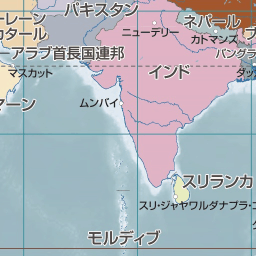 パキスタン
ネパール
ーレーン
ニューデリー
カトマンズ
カタール
バングラ
アラブ首長国連邦
マスカット
インド
ダッ
マーン
ムンバイ
スリランカ
スリ・ジャヤワルダナプラ・コ
モルディブ